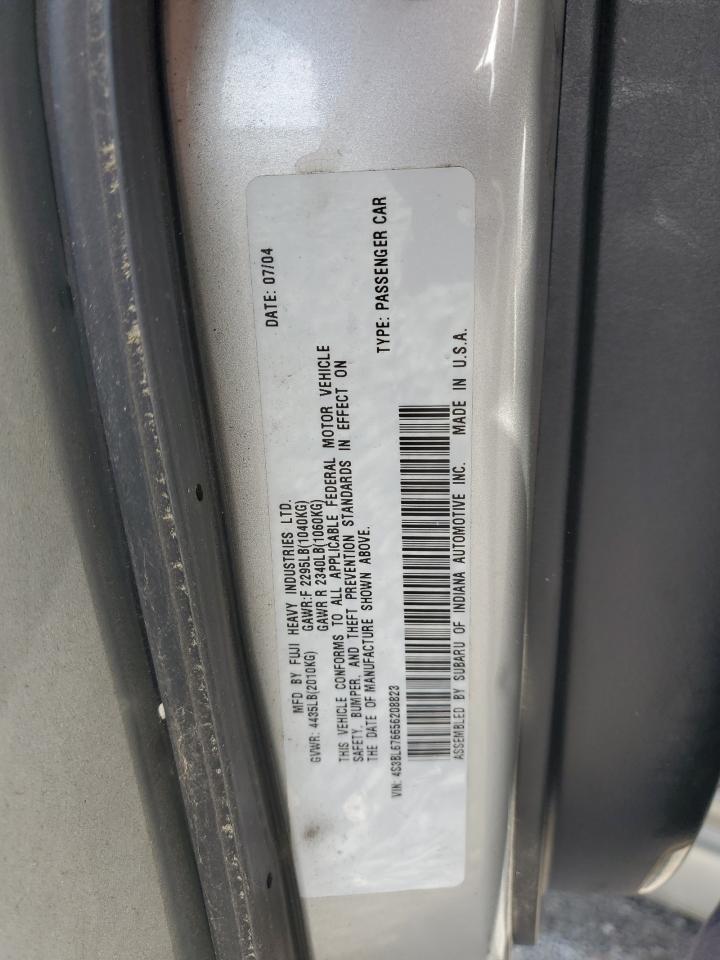 MFD BY FUJI HEAVY INDUSTRIES LTD. DATE: 07/04
GVWR: 4435LB(2010KG) GAWR:F 2295LB(1040KG)
GAWR R 2340LB(1060KG)
THIS VEHICLE CONFORMS TO ALL APPLICABLE FEDERAL MOTOR VEHICLE
SAFETY, BUMPER, AND THEFT PREVENTION STANDARDS IN EFFECT ON
THE DATE OF MANUFACTURE SHOWN ABOVE.
VIN: 4S3BL676656208823 TYPE: PASSENGER CAR
ASSEMBLED BY SUBARU OF INDIANA AUTOMOTIVE INC. MADE IN U.S.A.